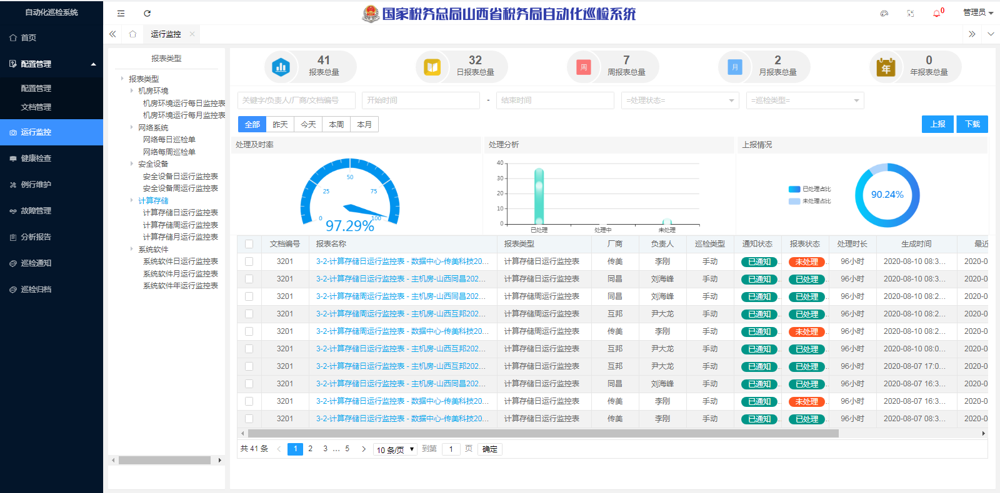 自动化巡检系统
国家税务总局山西省税务局自动化巡检系统
0
管理员
首页
配置管理
配置管理
文档管理
运行监控
健康检查
例行维护
故障管理
分析报告
巡检通知
巡检归档
运行监控
报表类型
报表类型
机房环境
机房环境运行每日监控表
机房环境运行每月监控表
网络系统
网络每日巡检单
网络每周巡检单
安全设备
安全设备日运行监控表
安全设备周运行监控表
计算存储
计算存储日运行监控表
计算存储周运行监控表
计算存储月运行监控表
系统软件
系统软件日运行监控表
系统软件月运行监控表
系统软件年运行监控表
41
报表总量
32
日报表总量
周
7
周报表总量
月
2
月报表总量
年
0
年报表总量
关键字/负责人/厂商/文档编号 开始时间 - 结束时间 =处理状态= =巡检类型=
全部 昨天 今天 本周 本月 上报 下载
处理及时率
0 25 50 75 100
97.29%
处理分析
40
30
20
10
0
已处理 处理中 未处理
上报情况
已处理占比
未处理占比
90.24%
文档编号 报表名称 报表类型 厂商 负责人 巡检类型 通知状态 报表状态 处理时长 生成时间 最近
3201 3-2-计算存储日运行监控表 - 数据中心-传美科技20... 计算存储日运行监控表 传美 李刚 手动 已通知 未处理 96小时 2020-08-10 08:3... 2020-0
3201 3-2-计算存储日运行监控表 - 主机房-山西同昌202... 计算存储日运行监控表 同昌 刘海峰 手动 已通知 已处理 96小时 2020-08-10 08:3... 2020-0
3201 3-2-计算存储周运行监控表 - 主机房-山西同昌202... 计算存储周运行监控表 同昌 刘海峰 手动 已通知 已处理 96小时 2020-08-10 08:2... 2020-0
3201 3-2-计算存储周运行监控表 - 主机房-山西互邦202... 计算存储周运行监控表 互邦 尹大龙 手动 已通知 已处理 96小时 2020-08-10 08:2... 2020-0
3201 3-2-计算存储周运行监控表 - 数据中心-传美科技20... 计算存储周运行监控表 传美 李刚 手动 已通知 未处理 96小时 2020-08-10 08:2... 2020-0
3201 3-2-计算存储日运行监控表 - 主机房-山西互邦202... 计算存储日运行监控表 互邦 尹大龙 手动 已通知 已处理 96小时 2020-08-10 08:0... 2020-0
3201 3-2-计算存储日运行监控表 - 主机房-山西互邦202... 计算存储日运行监控表 互邦 尹大龙 手动 已通知 已处理 96小时 2020-08-07 17:0... 2020-0
3201 3-2-计算存储日运行监控表 - 主机房-山西同昌202... 计算存储日运行监控表 同昌 刘海峰 手动 已通知 已处理 96小时 2020-08-07 16:3... 2020-0
3201 3-2-计算存储日运行监控表 - 数据中心-传美科技20... 计算存储日运行监控表 传美 李刚 手动 已通知 未处理 96小时 2020-08-07 16:3... 2020-0
3201 3-2-计算存储日运行监控表 - 数据中心-传美科技20... 计算存储日运行监控表 传美 李刚 手动 已通知 已处理 96小时 2020-08-07 08:3... 2020-0
共 41 条 1 2 3 ... 5 10 条/页 到第 1 页 确定